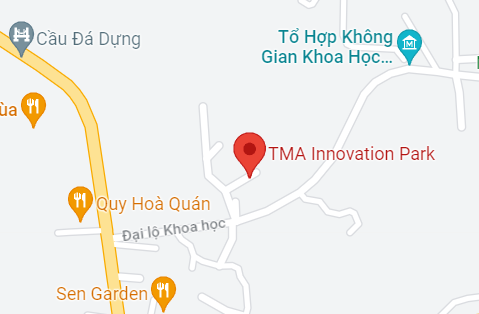 Cầu Đá Dựng
Tổ Hợp Không
Gian Khoa Học...
ùa
TMA Innovation Park
Quy Hoà Quán
Đại lộ Khoa học
Sen Garden